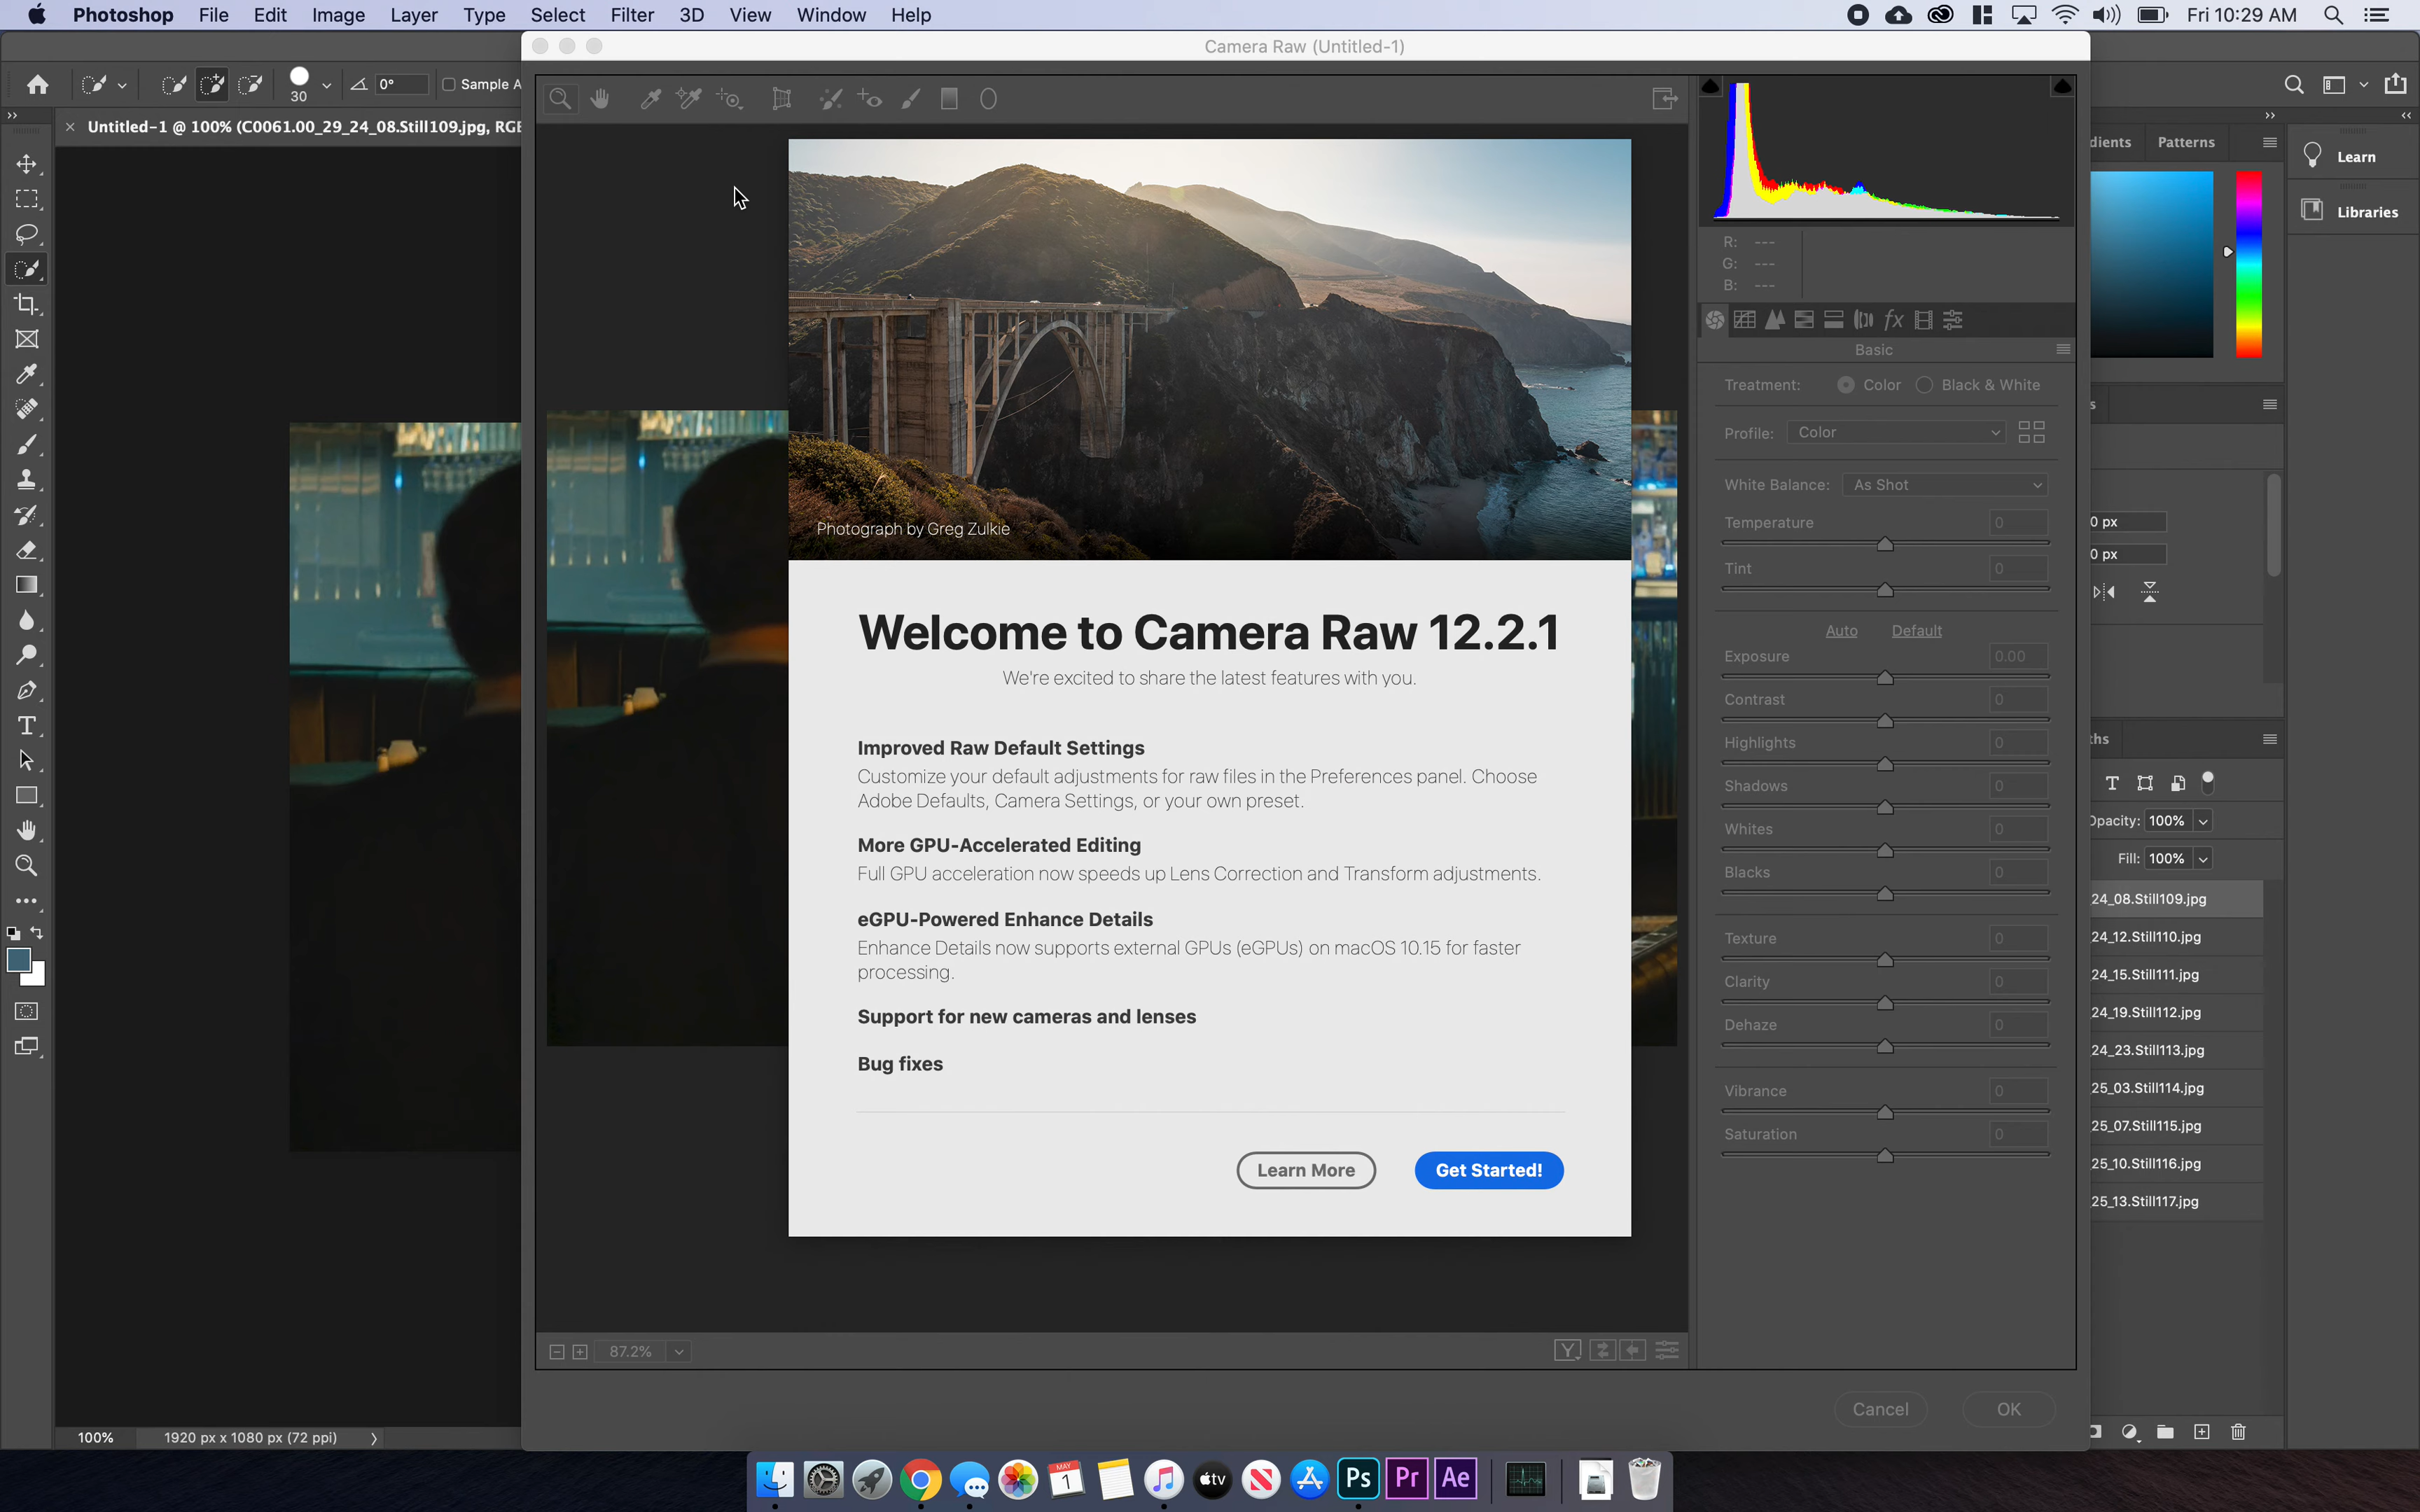 Photoshop File Edit Image Layer Type Select Filter 3D View Window Help
Fri 10:29 AM
Camera Raw (Untitled-1)
30
0°
Sample A
Untitled-1 @ 100% (C0061.00_29_24_08.Still109.jpg, RGB
dients Patterns
Learn
Libraries
R: ---
G: ---
B: ---
Basic
Treatment: Color Black & White
Profile: Color
White Balance: As Shot
Temperature 0
Tint 0
Auto Default
Exposure 0.00
Contrast 0
Highlights 0
Shadows 0
Whites 0
Blacks 0
Texture 0
Clarity 0
Dehaze 0
Vibrance 0
Saturation 0
Photograph by Greg Zulkie
Welcome to Camera Raw 12.2.1
We're excited to share the latest features with you.
Improved Raw Default Settings
Customize your default adjustments for raw files in the Preferences panel. Choose
Adobe Defaults, Camera Settings, or your own preset.
More GPU-Accelerated Editing
Full GPU acceleration now speeds up Lens Correction and Transform adjustments.
eGPU-Powered Enhance Details
Enhance Details now supports external GPUs (eGPUs) on macOS 10.15 for faster
processing.
Support for new cameras and lenses
Bug fixes
Learn More Get Started!
s
0 px
0 px
ths
Opacity: 100%
Fill: 100%
24_08.Still109.jpg
24_12.Still110.jpg
24_15.Still111.jpg
24_19.Still112.jpg
24_23.Still113.jpg
25_03.Still114.jpg
25_07.Still115.jpg
25_10.Still116.jpg
25_13.Still117.jpg
87.2%
Y
Cancel OK
100% 1920 px x 1080 px (72 ppi)
MAY
1
tv
Ps Pr Ae